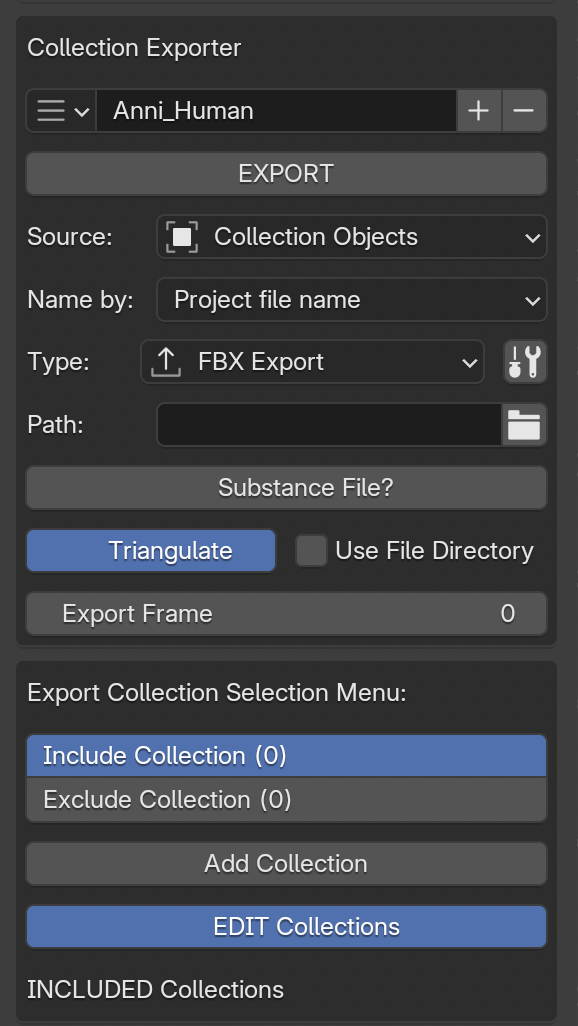 Collection Exporter
Anni_Human
EXPORT
Source: Collection Objects
Name by: Project file name
Type: FBX Export
Path:
Substance File?
Triangulate Use File Directory
Export Frame 0
Export Collection Selection Menu:
Include Collection (0)
Exclude Collection (0)
Add Collection
EDIT Collections
INCLUDED Collections